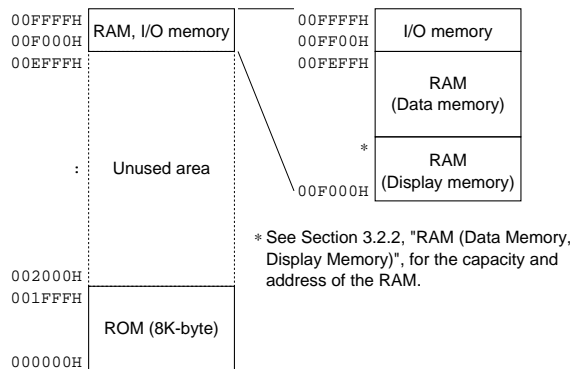 00FFFFH
RAM, I/O memory
00F000H
00EFFFH
:
Unused area
002000H
001FFFH
ROM (8K-byte)
000000H
00FFFFH
I/O memory
00FF00H
00FEFFH
RAM
(Data memory)
*
RAM
(Display memory)
00F000H
* See Section 3.2.2, "RAM (Data Memory,
Display Memory)", for the capacity and
address of the RAM.